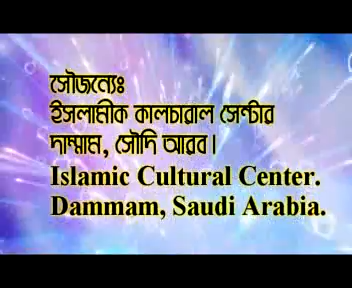 সৌজন্যেঃ
ইসলামীক কালচারাল সেন্টার
দাম্মাম, সৌদি আরব।
Islamic Cultural Center.
Dammam, Saudi Arabia.